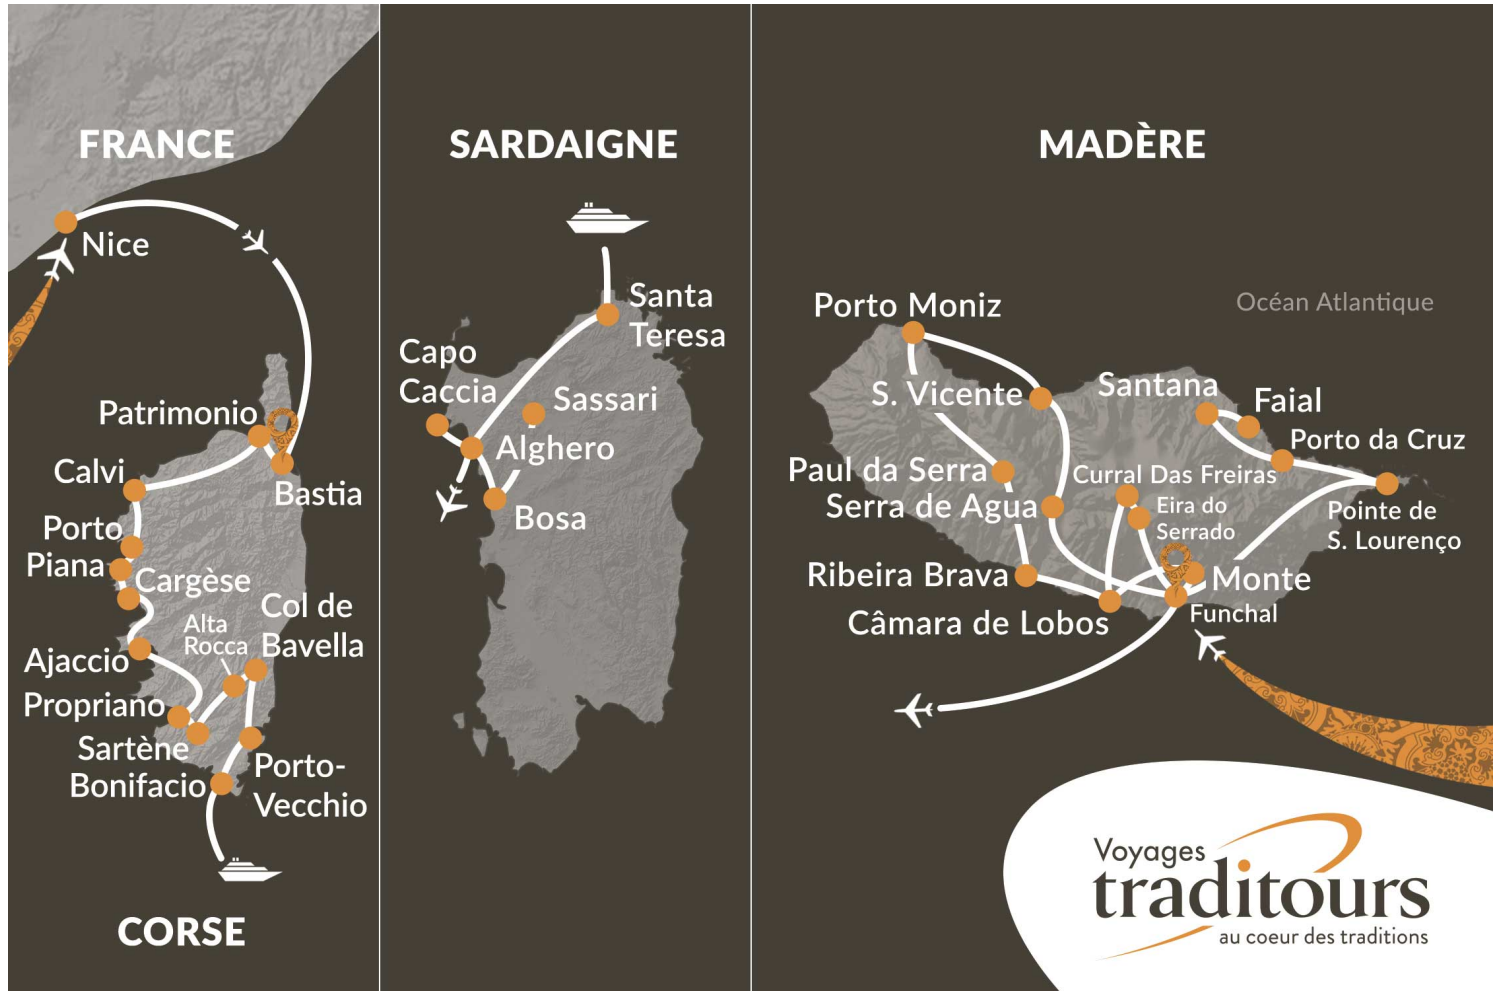 FRANCE
Nice
Patrimonio
Calvi
Bastia
Porto
Piana
Cargèse
Col de
Bavella
Alta
Rocca
Ajaccio
Propriano
Sartène
Bonifacio
Porto-
Vecchio
CORSE
SARDAIGNE
Santa
Teresa
Capo
Caccia
Sassari
Alghero
Bosa
MADÈRE
Océan Atlantique
Porto Moniz
S. Vicente
Santana
Faial
Porto da Cruz
Paul da Serra
Curral Das Freiras
Serra de Agua
Eira do
Serrado
Pointe de
S. Lourenço
Ribeira Brava
Monte
Câmara de Lobos
Funchal
Voyages
traditours
au coeur des traditions